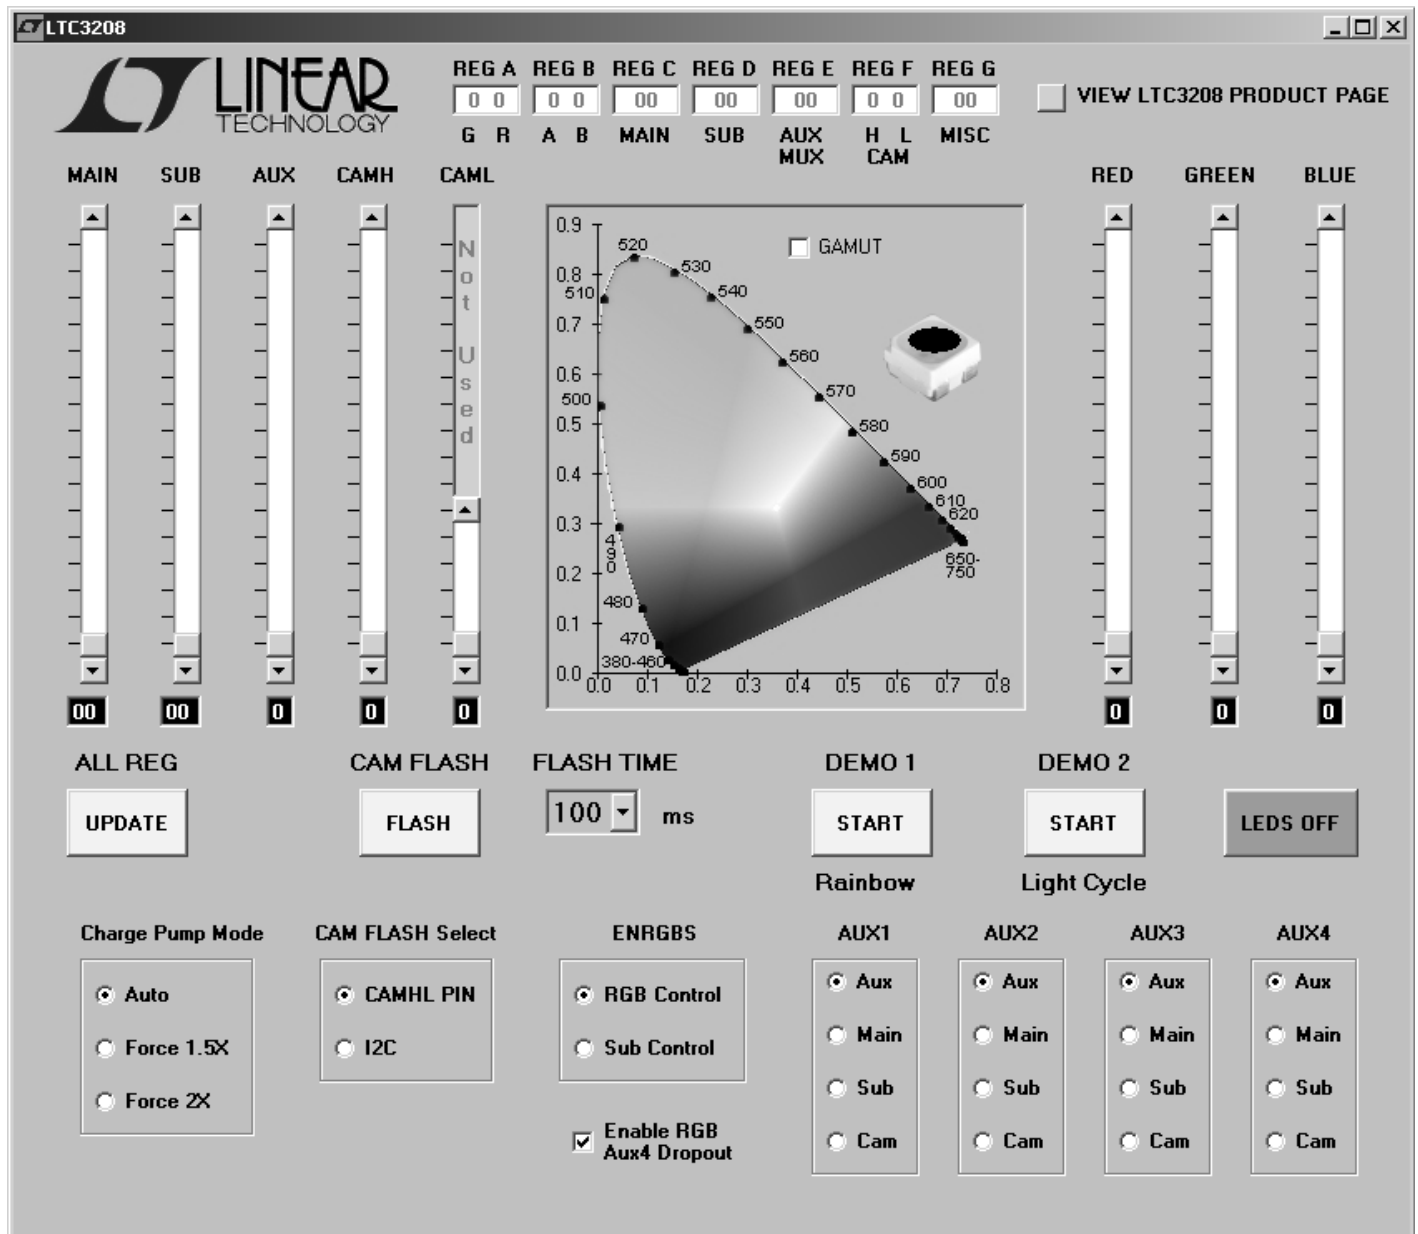 LTC3208
LINEAR
TECHNOLOGY
REG A REG B REG C REG D REG E REG F REG G
0 0 0 0 00 00 00 0 0 00
G R A B MAIN SUB AUX MUX H L CAM MISC
VIEW LTC3208 PRODUCT PAGE
MAIN SUB AUX CAMH CAML
RED GREEN BLUE
Not Used
GAMUT
0.9
0.8
0.7
0.6
0.5
0.4
0.3
0.2
0.1
0.0
520
530
510
540
550
560
570
500
580
590
600
610
620
490
650-
750
480
470
380-460
0.0 0.1 0.2 0.3 0.4 0.5 0.6 0.7 0.8
00 00 0 0 0
0 0 0
ALL REG CAM FLASH FLASH TIME DEMO 1 DEMO 2
UPDATE FLASH 100 ms START START LEDS OFF
Rainbow Light Cycle
Charge Pump Mode
Auto
Force 1.5X
Force 2X
CAM FLASH Select
CAMHL PIN
I2C
ENRGBS
RGB Control
Sub Control
Enable RGB
Aux4 Dropout
AUX1
Aux
Main
Sub
Cam
AUX2
Aux
Main
Sub
Cam
AUX3
Aux
Main
Sub
Cam
AUX4
Aux
Main
Sub
Cam